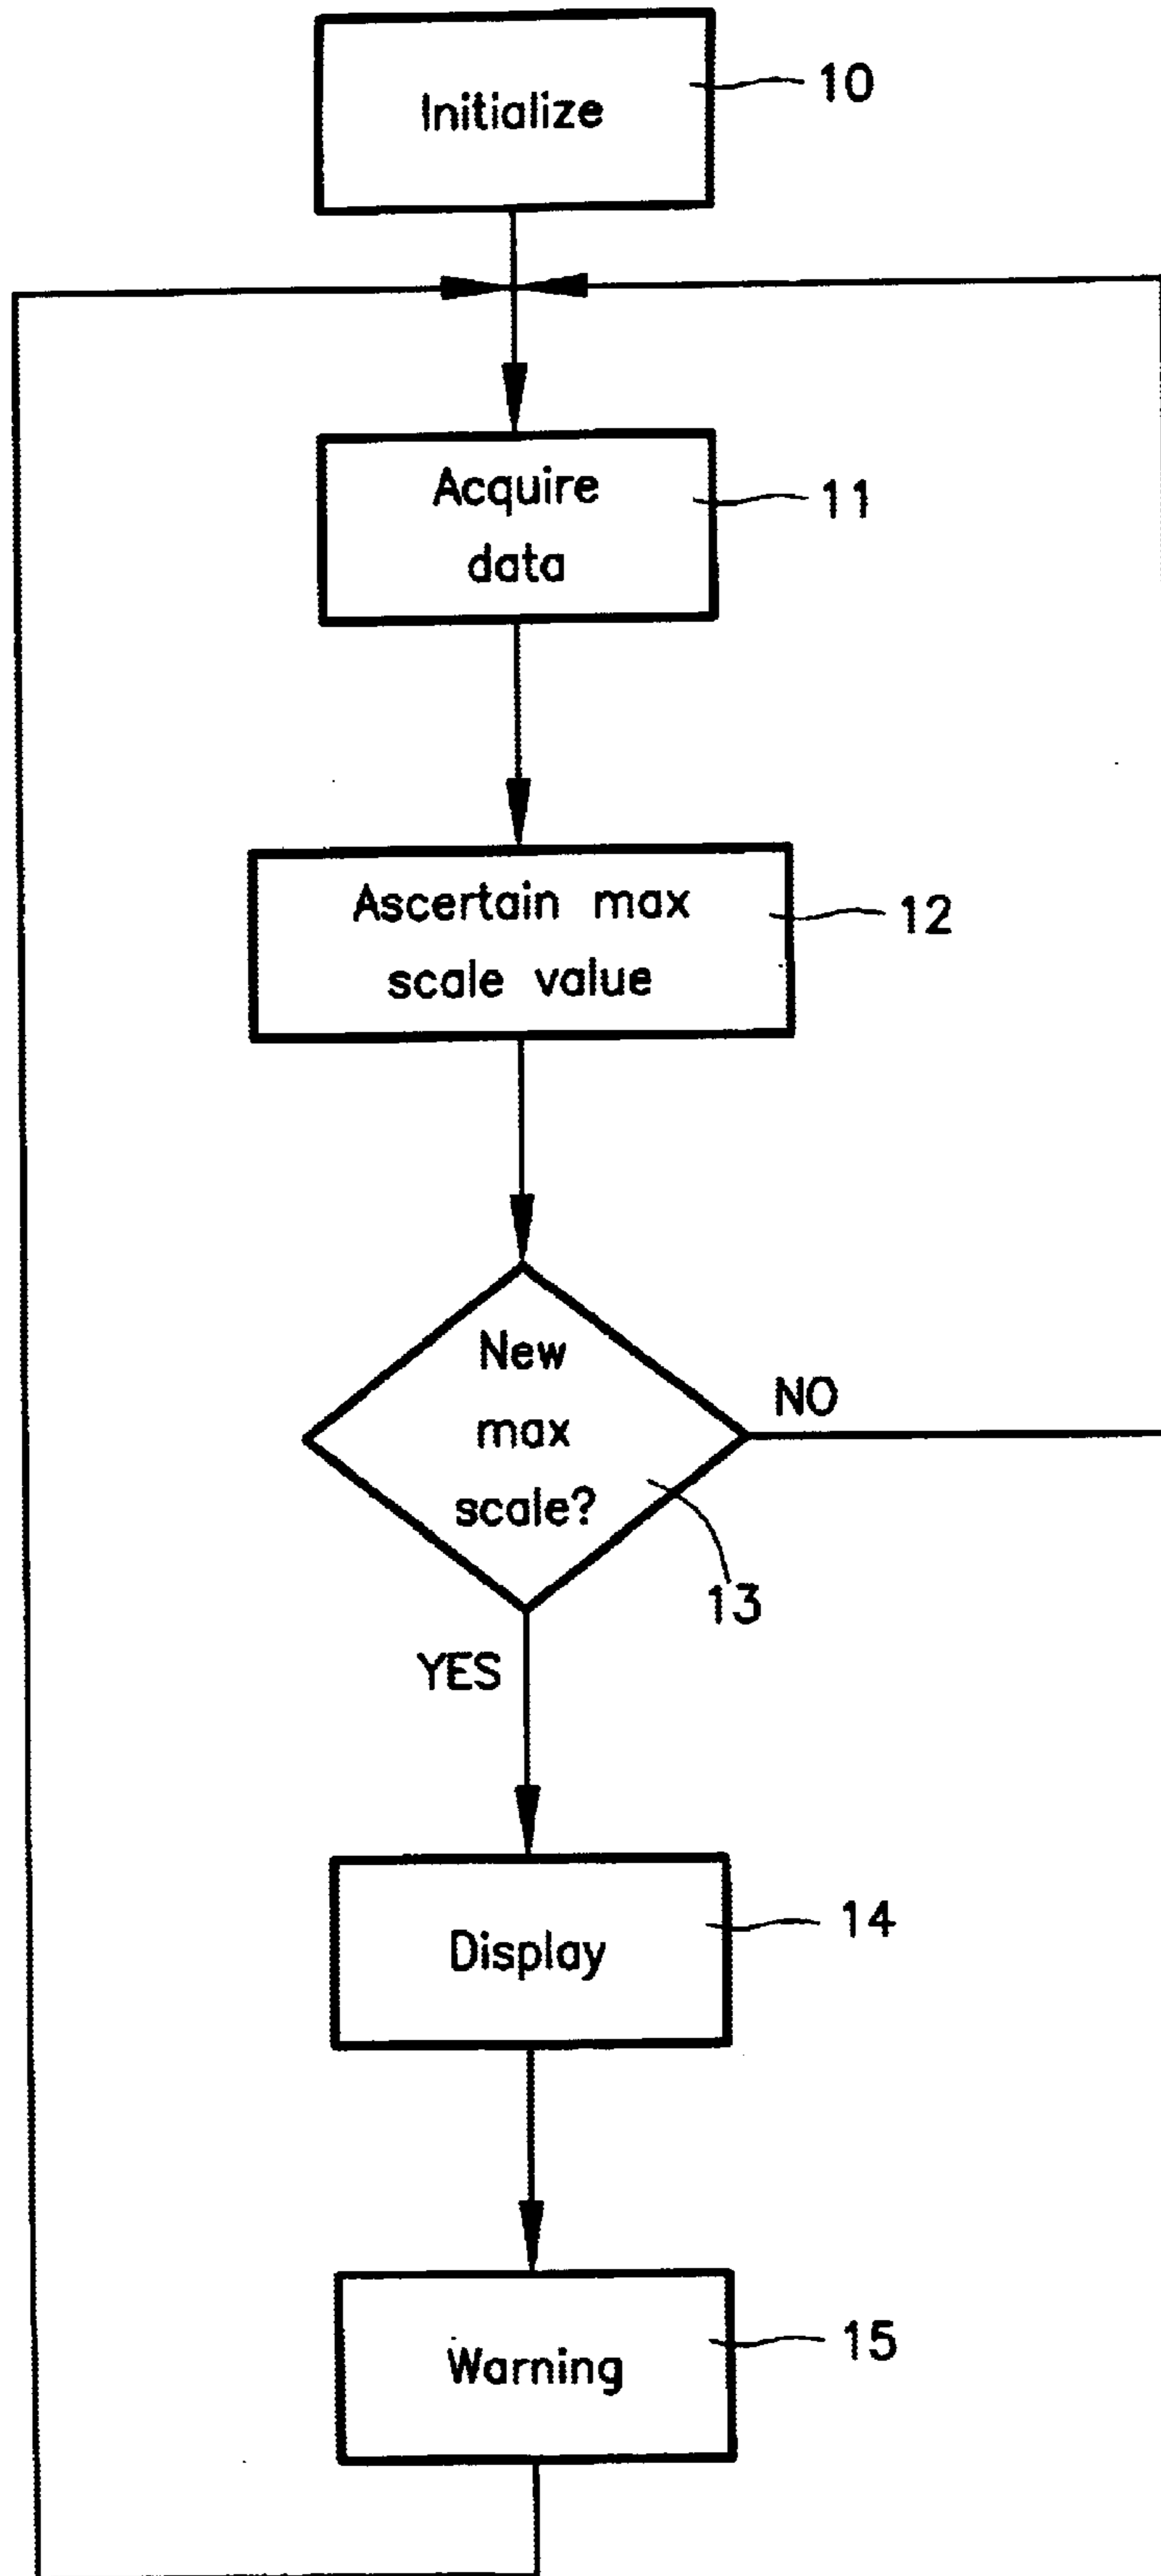 Initialize
10
Acquire
data
11
Ascertain max
scale value
12
New
max
scale?
NO
13
YES
Display
14
Warning
15